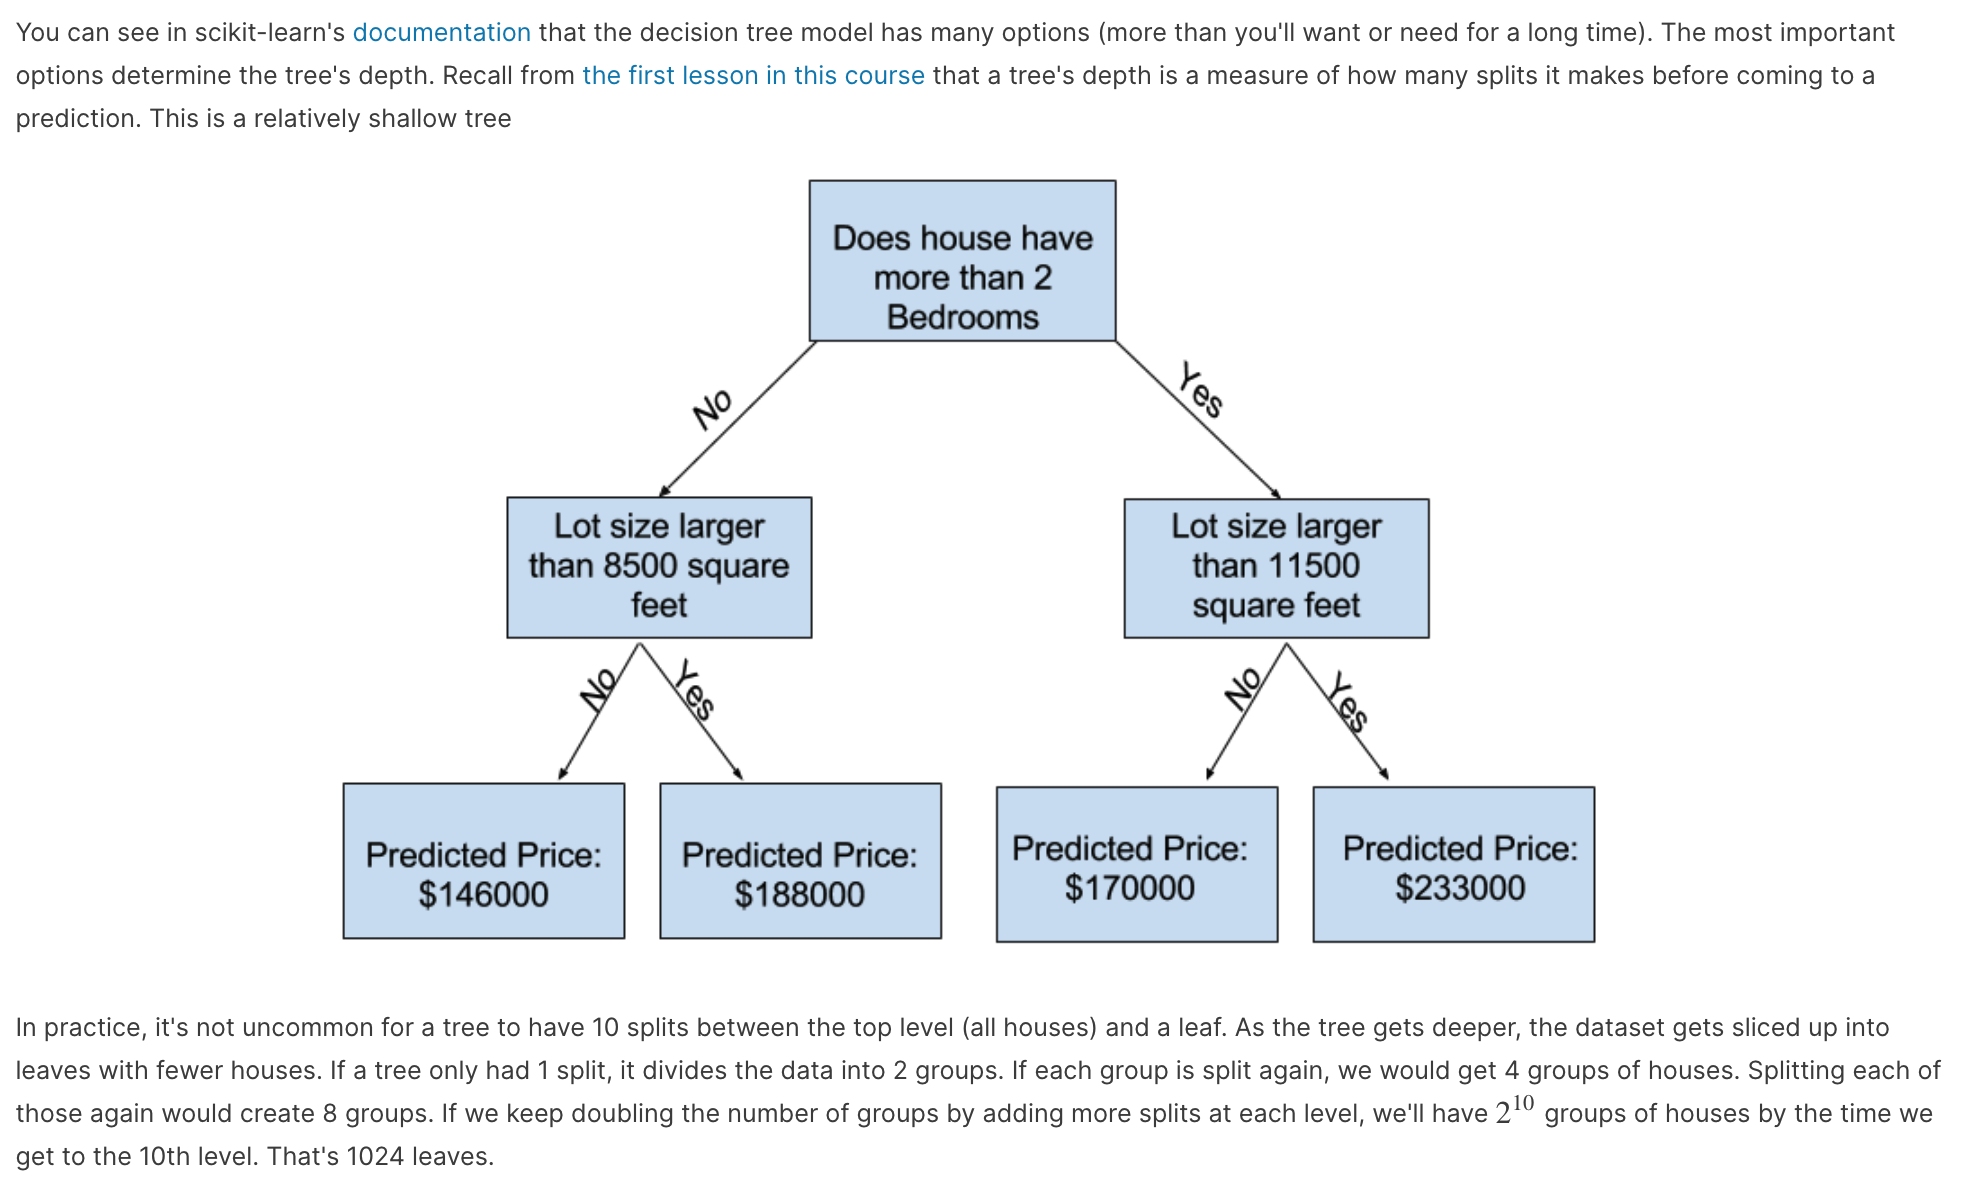 You can see in scikit-learn's documentation that the decision tree model has many options (more than you'll want or need for a long time). The most important
options determine the tree's depth. Recall from the first lesson in this course that a tree's depth is a measure of how many splits it makes before coming to a
prediction. This is a relatively shallow tree
Does house have
more than 2
Bedrooms
No
Yes
Lot size larger
than 8500 square
feet
Lot size larger
than 11500
square feet
No
Yes
No
Yes
Predicted Price:
$146000
Predicted Price:
$188000
Predicted Price:
$170000
Predicted Price:
$233000
In practice, it's not uncommon for a tree to have 10 splits between the top level (all houses) and a leaf. As the tree gets deeper, the dataset gets sliced up into
leaves with fewer houses. If a tree only had 1 split, it divides the data into 2 groups. If each group is split again, we would get 4 groups of houses. Splitting each of
those again would create 8 groups. If we keep doubling the number of groups by adding more splits at each level, we'll have 2¹⁰ groups of houses by the time we
get to the 10th level. That's 1024 leaves.